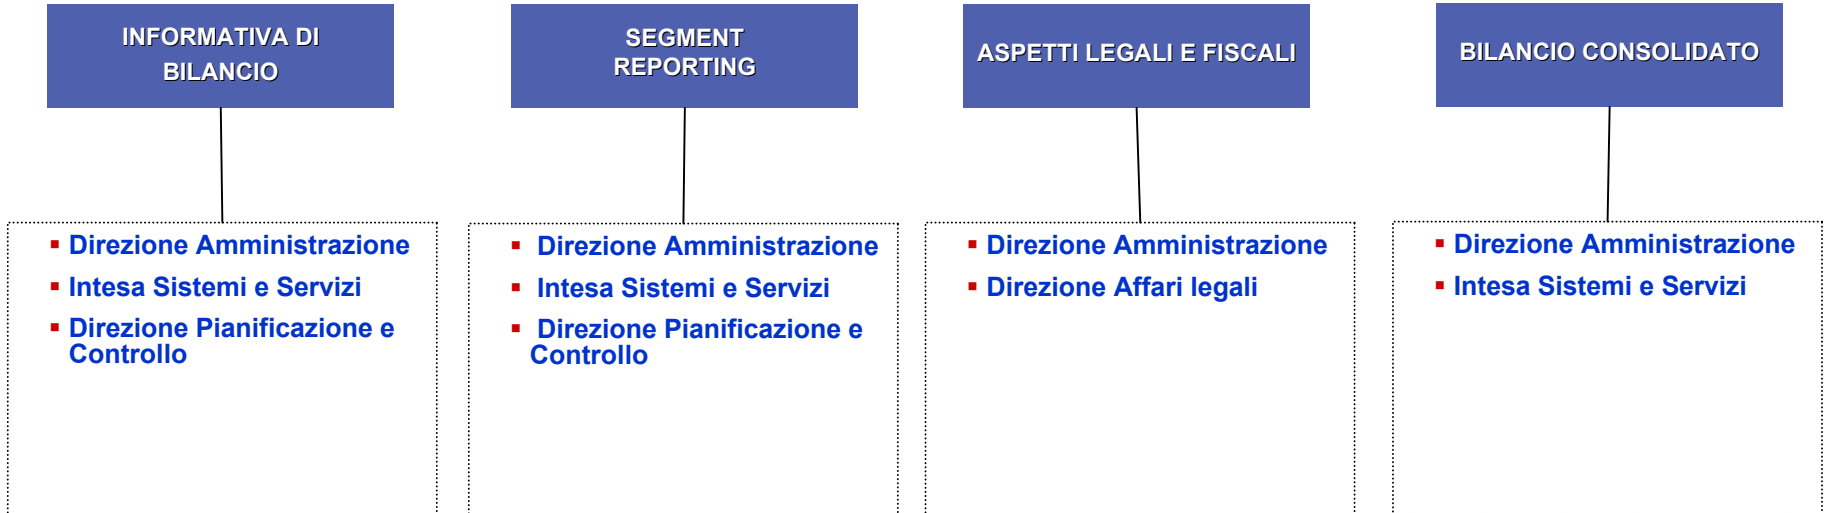 INFORMATIVA DI
BILANCIO
▪ Direzione Amministrazione
▪ Intesa Sistemi e Servizi
▪ Direzione Pianificazione e
Controllo
SEGMENT
REPORTING
▪ Direzione Amministrazione
▪ Intesa Sistemi e Servizi
▪ Direzione Pianificazione e
Controllo
ASPETTI LEGALI E FISCALI
▪ Direzione Amministrazione
▪ Direzione Affari legali
BILANCIO CONSOLIDATO
▪ Direzione Amministrazione
▪ Intesa Sistemi e Servizi